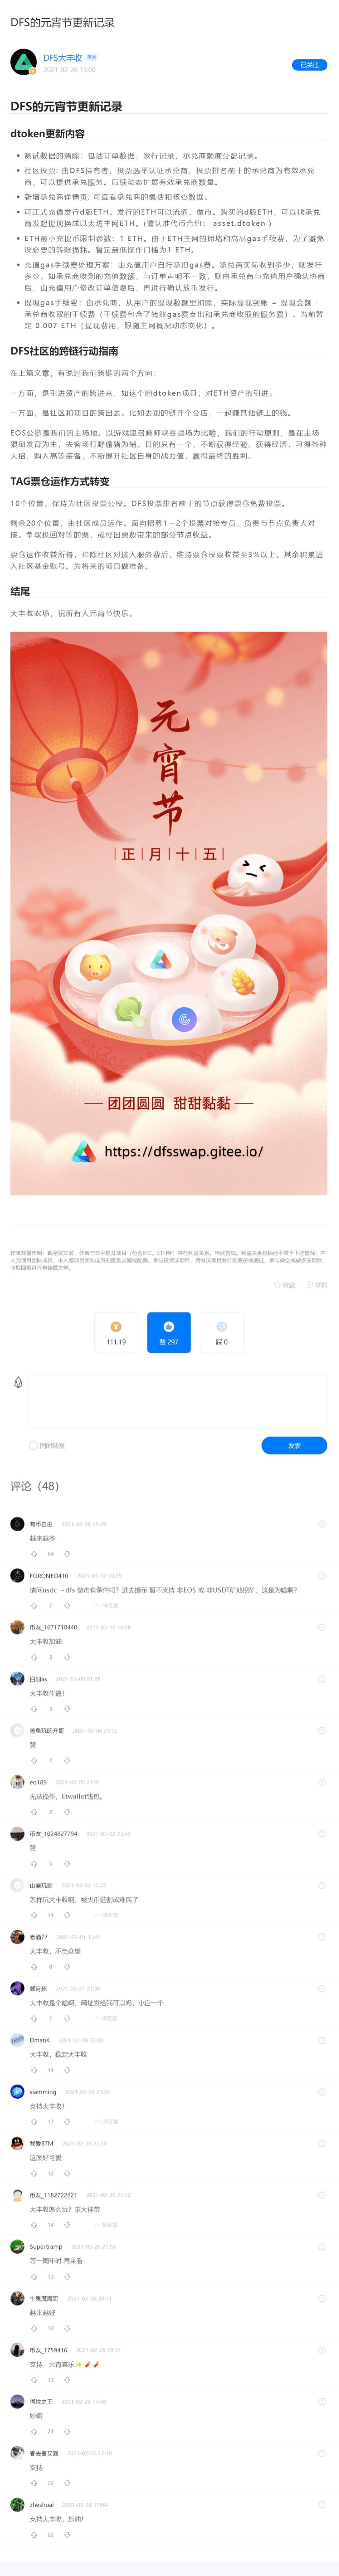 DFS的元宵节更新记录
DFS大丰收
2021-02-26 15:00
已关注
DFS的元宵节更新记录
dtoken更新内容
• 测试数据的清除：包括订单数据，发行记录，承兑商额度分配记录。
• 社区投票: 由DFS持有者，投票选举认证承兑商，投票排名前十的承兑商为有效承兑
商，可以提供承兑服务。后续动态扩展有效承兑商数量。
• 新增承兑商详情页: 可查看承兑商的概括和核心数据。
• 可正式充值发行d版ETH。发行的ETH可以流通、做市。购买的d版ETH，可以找承兑
商发起提现换成以太坊主网ETH。(请认准代币合约： asset.dtoken )
• ETH最小充提币限制参数：1 ETH。由于ETH主网的拥堵和高昂gas手续费，为了避免
没必要的转账损耗。暂定最低操作门槛为1 ETH。
• 充值gas手续费处理方案：由充值用户自行承担gas费。承兑商实际收到多少，则发行
多少。如承兑商收到的充值数额，与订单声明不一致，则由承兑商与充值用户确认协商
后，由充值用户修改订单信息后，再进行确认放币发行。
• 提现gas手续费：由承兑商，从用户的提现数额里扣除，实际提现到账 = 提现金额 -
承兑商收取的手续费（手续费包含了转账gas费支出和承兑商收取的服务费）。当前暂
定 0.007 ETH（提现费用，跟随主网概况动态变化）。
DFS社区的跨链行动指南
在上篇文章，有说过我们跨链的两个方向：
一方面，是引进资产的跨进来，如这个的dtoken项目，对ETH资产的引进。
一方面，是社区和项目的跨出去。比如去别的链开个分店，一起赚其他链上的钱。
EOS公链是我们的主场地。以游戏里召唤师峡谷战场为比喻，我们的行动原则，是在主场
猥琐发育为主，去客场打野偷猪为辅。目的只有一个，不断获得经验，获得经济，习得各种
大招，购入高等装备，不断提升社区自身的战力值，赢得最终的胜利。
TAG票仓运作方式转变
10个位置，保持为社区投票公投。DFS投票排名前十的节点获得票仓免费投票。
剩余20个位置，由社区成员运作。面向招募1-2个投票对接专员，负责与节点负责人对
接。争取投回对等的票，或付出票数带来的部分节点收益。
票仓运作收益所得，扣除社区对接人服务费后，维持票仓投票收益至3%以上。其余积累进
入社区基金账号。为将来的项目做准备。
结尾
大丰收农场，祝所有人元宵节快乐。
元宵节
正月十五
团团圆圆 甜甜黏黏
https://dfsswap.gitee.io/
收藏
举报
111.19
赞 297
踩 0
同时转发
发表
评论（48）
有币自由 2021-02-26 15:09
越来越多
64
FORONEO410 2021-03-02 10:29
请问usdc －dfs 做市有条件吗？进去提示 暂不支持 非EOS 或 非USDT矿池挖矿，这是为啥啊？
7
币友_1671718440 2021-03-10 16:58
大丰收加油
3
白羽as 2021-03-09 21:28
大丰收牛逼！
3
被龟玩的升哥 2021-03-06 23:52
赞
2
eo189 2021-03-05 21:41
无法操作。Etwallet钱包。
2
币友_1024827794 2021-03-02 23:02
赞
5
山寨玩家 2021-03-02 10:22
怎样玩大丰收啊，被火币链割成难民了
11
老酒77 2021-03-01 13:41
大丰收，不负众望
8
郭丹超 2021-02-27 21:30
大丰收是个啥啊，网址发给我可以吗，小白一个
7
DmanK 2021-02-26 23:40
大丰收，稳定大丰收
14
siamming 2021-02-26 21:35
支持大丰收！
17
我爱BTM 2021-02-26 21:28
这图好可爱
12
币友_1182722821 2021-02-26 21:12
大丰收怎么玩？求大神带
14
Supertramp 2021-02-26 21:06
等一周年时 再来看
13
牛鬼魔魔影 2021-02-26 20:11
越来越好
12
币友_1759416 2021-02-26 19:17
支持，元宵喜乐✨🧨🧨
13
何垃之王 2021-02-26 17:48
妙啊
21
春去春又回 2021-02-26 17:18
支持
22
zheshuai 2021-02-26 17:04
支持大丰收，加油！
22